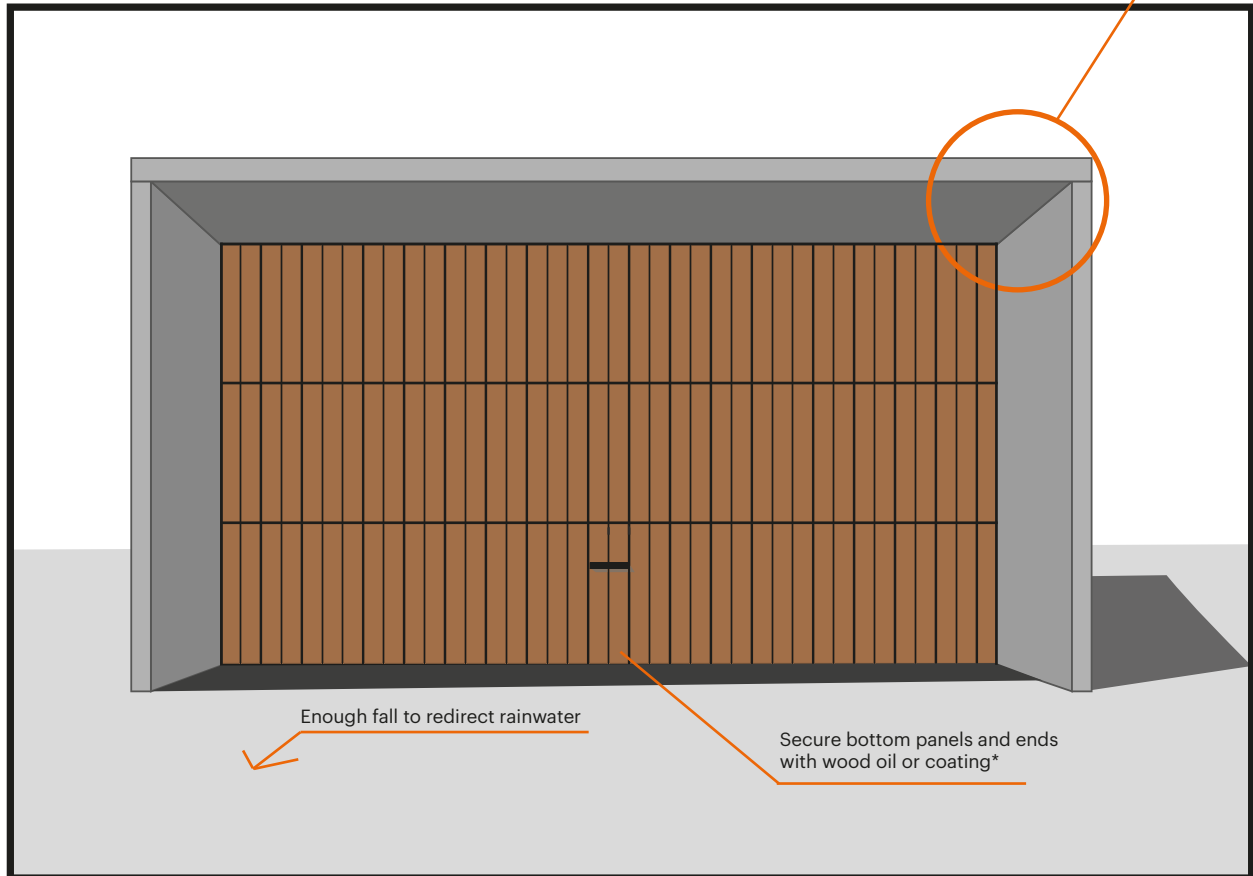 Enough fall to redirect rainwater
Secure bottom panels and ends
with wood oil or coating*